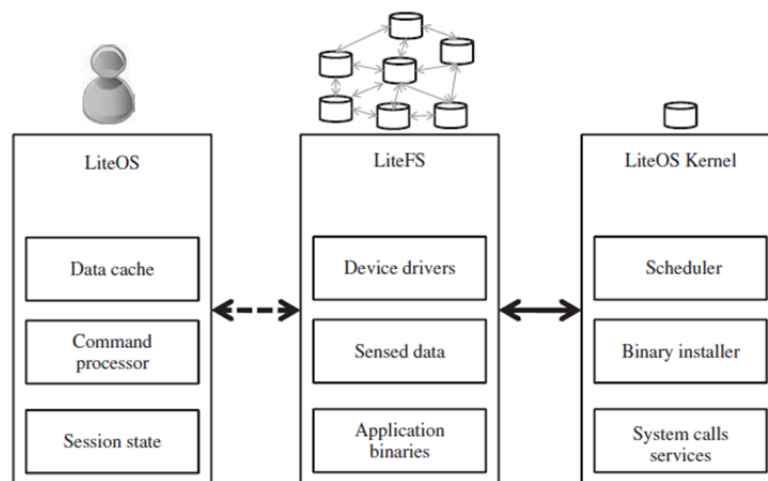 LiteOS
Data cache
Command
processor
Session state
LiteFS
Device drivers
Sensed data
Application
binaries
LiteOS Kernel
Scheduler
Binary installer
System calls
services